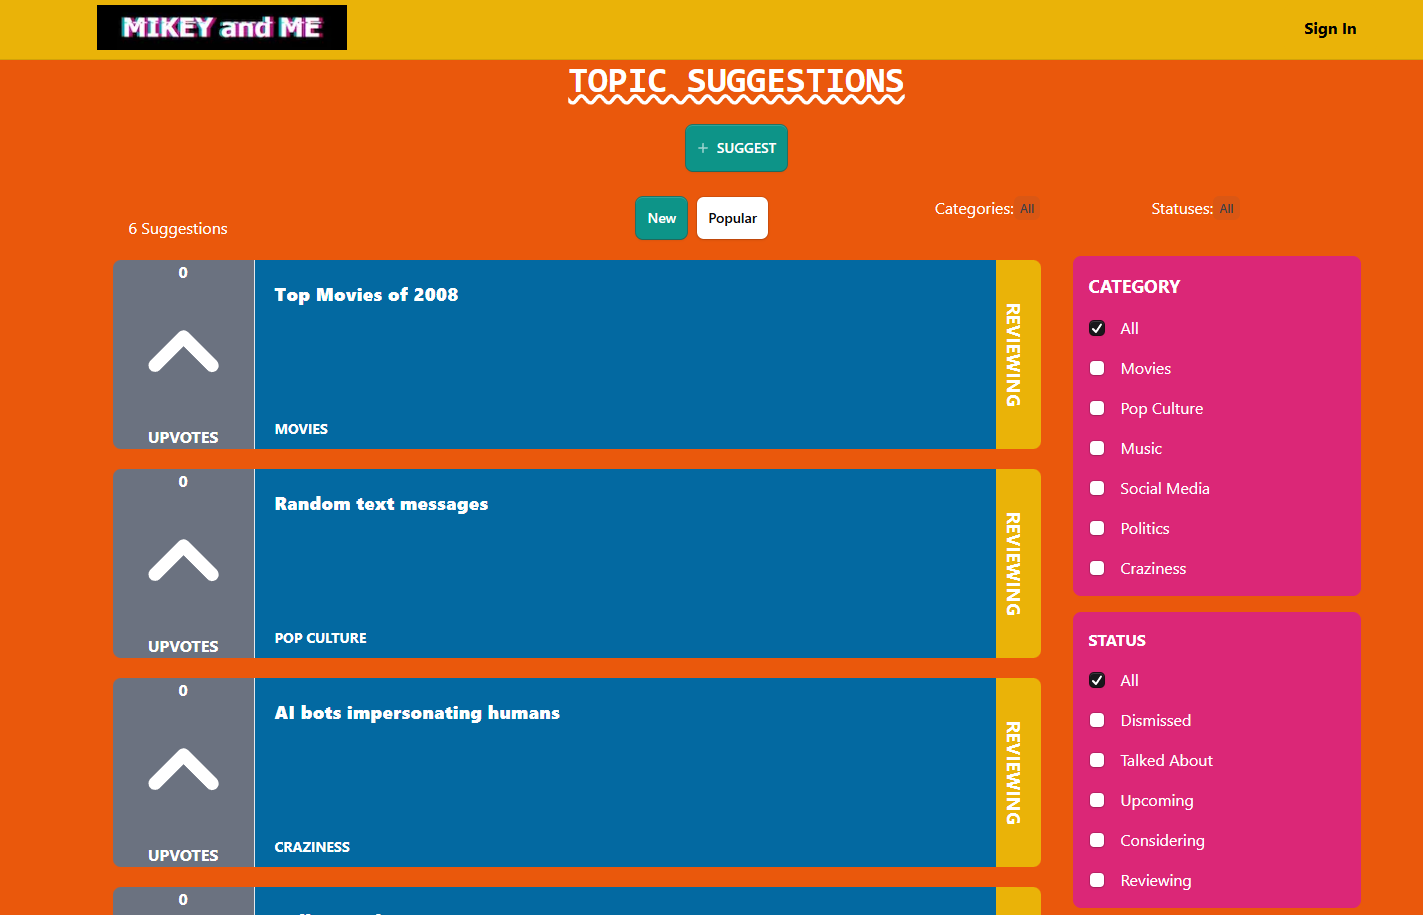 MIKEY and ME
Sign In
TOPIC SUGGESTIONS
+ SUGGEST
6 Suggestions
New
Popular
Categories: All
Statuses: All
0
UPVOTES
Top Movies of 2008
MOVIES
REVIEWING
0
UPVOTES
Random text messages
POP CULTURE
REVIEWING
0
UPVOTES
AI bots impersonating humans
CRAZINESS
REVIEWING
0
CATEGORY
All
Movies
Pop Culture
Music
Social Media
Politics
Craziness
STATUS
All
Dismissed
Talked About
Upcoming
Considering
Reviewing